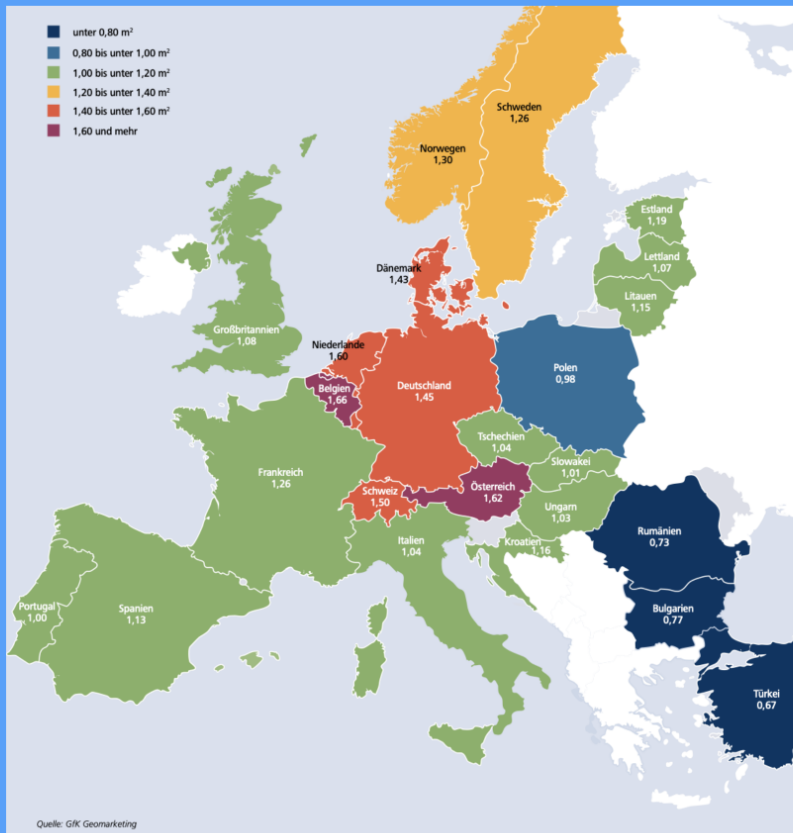 unter 0,80 m²
0,80 bis unter 1,00 m²
1,00 bis unter 1,20 m²
1,20 bis unter 1,40 m²
1,40 bis unter 1,60 m²
1,60 und mehr
Schweden
1,26
Norwegen
1,30
Estland
1,19
Lettland
1,07
Litauen
1,15
Dänemark
1,43
Großbritannien
1,08
Niederlande
1,60
Belgien
1,66
Deutschland
1,45
Polen
0,98
Tschechien
1,04
Slowakei
1,01
Frankreich
1,26
Schweiz
1,50
Österreich
1,62
Ungarn
1,03
Rumänien
0,73
Italien
1,04
Kroatien
1,16
Portugal
1,00
Spanien
1,13
Bulgarien
0,77
Türkei
0,67
Quelle: GfK Geomarketing